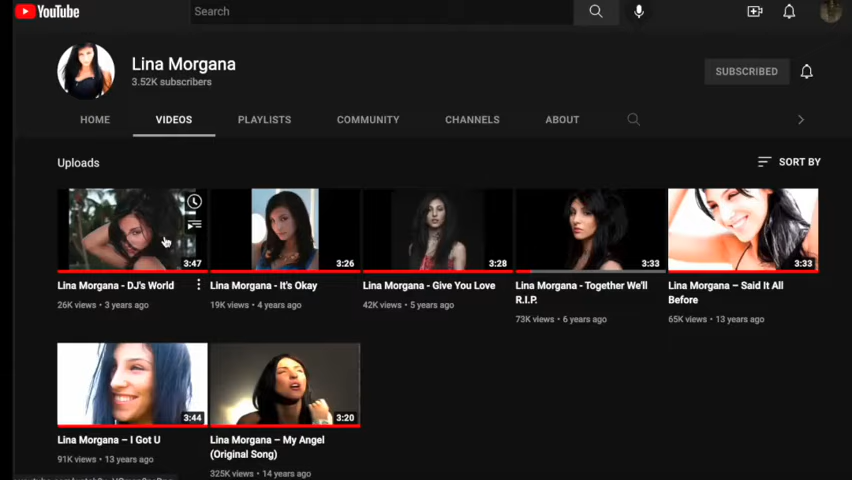 YouTube
Search
Lina Morgana
3.52K subscribers
SUBSCRIBED
HOME VIDEOS PLAYLISTS COMMUNITY CHANNELS ABOUT
Uploads
SORT BY
3:47 3:26 3:28 3:33 3:33
Lina Morgana - DJ's World
26K views • 3 years ago
Lina Morgana - It's Okay
19K views • 4 years ago
Lina Morgana - Give You Love
42K views • 5 years ago
Lina Morgana - Together We'll
R.I.P.
73K views • 6 years ago
Lina Morgana – Said It All
Before
65K views • 13 years ago
3:44 3:20
Lina Morgana – I Got U
91K views • 13 years ago
Lina Morgana – My Angel
(Original Song)
325K views • 14 years ago